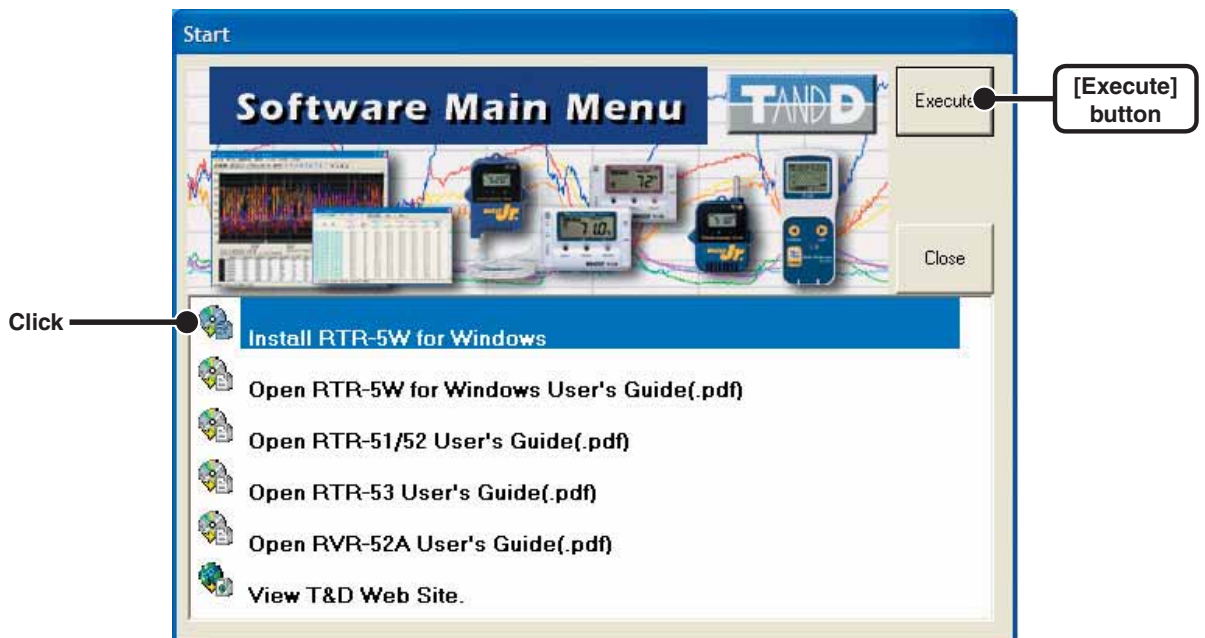 Start
Software Main Menu
TANDD
Execute
[Execute]
button
Close
Click
Install RTR-5W for Windows
Open RTR-5W for Windows User's Guide(.pdf)
Open RTR-51/52 User's Guide(.pdf)
Open RTR-53 User's Guide(.pdf)
Open RVR-52A User's Guide(.pdf)
View T&D Web Site.